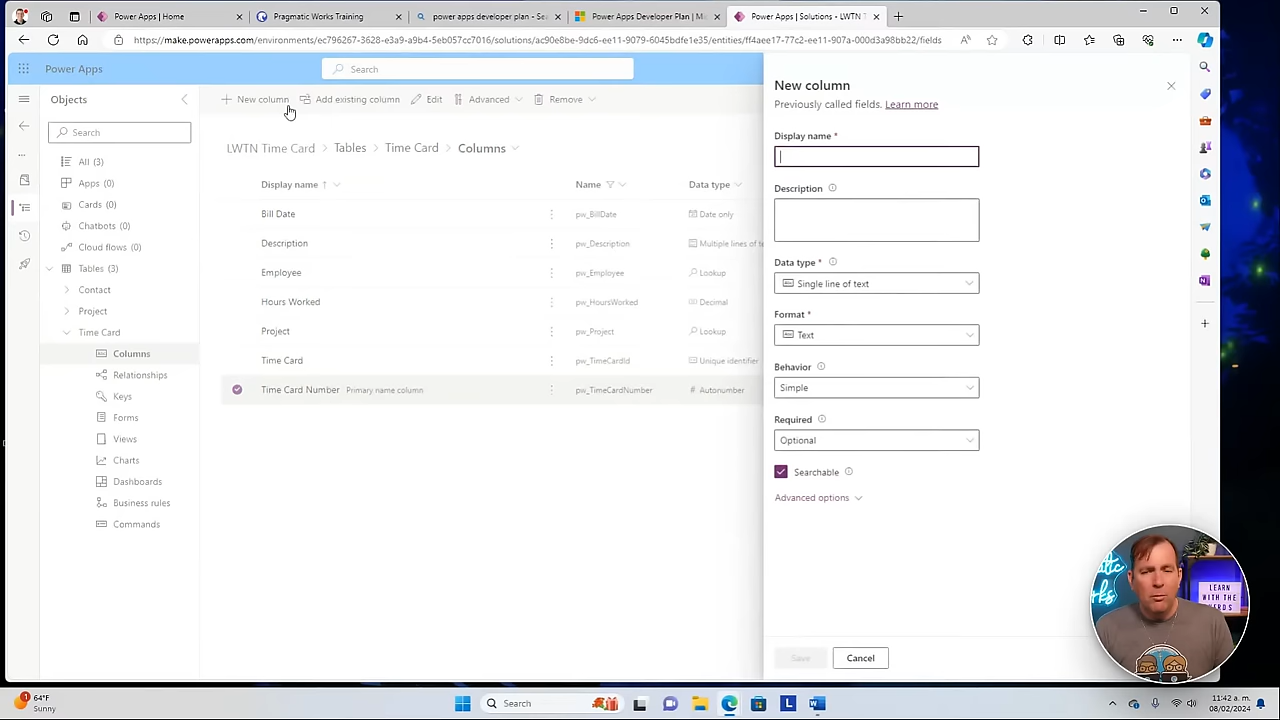 Power Apps | Home
Pragmatic Works Training
power apps developer plan - Se
Power Apps Developer Plan | M
Power Apps | Solutions - LWTN
https://make.powerapps.com/environments/ec796267-3628-e3a9-a9b4-5eb057cc7016/solutions/ac90e8be-9dc6-ee11-9079-6045bdfe1e35/entities/ff4aee17-77c2-ee11-907a-000d3a98bb22/fields
Power Apps
Search
Objects
New column
Add existing column
Edit
Advanced
Remove
Search
All (3)
Apps (0)
Cards (0)
Chatbots (0)
Cloud flows (0)
Tables (3)
Contact
Project
Time Card
Columns
Relationships
Keys
Forms
Views
Charts
Dashboards
Business rules
Commands
LWTN Time Card > Tables > Time Card > Columns
Display name ↑ Name Data type
Bill Date pw_BillDate Date only
Description pw_Description Multiple lines of te
Employee pw_Employee Lookup
Hours Worked pw_HoursWorked Decimal
Project pw_Project Lookup
Time Card pw_TimeCardId Unique identifier
Time Card Number Primary name column pw_TimeCardNumber # Autonumber
New column
Previously called fields. Learn more
Display name *
Description
Data type *
Abc Single line of text
Format *
Abc Text
Behavior
Simple
Required
Optional
Searchable
Advanced options
Save
Cancel
LEARN
WITH THE
NERDS
64°F
Sunny
Search
11:42 a. m.
08/02/2024